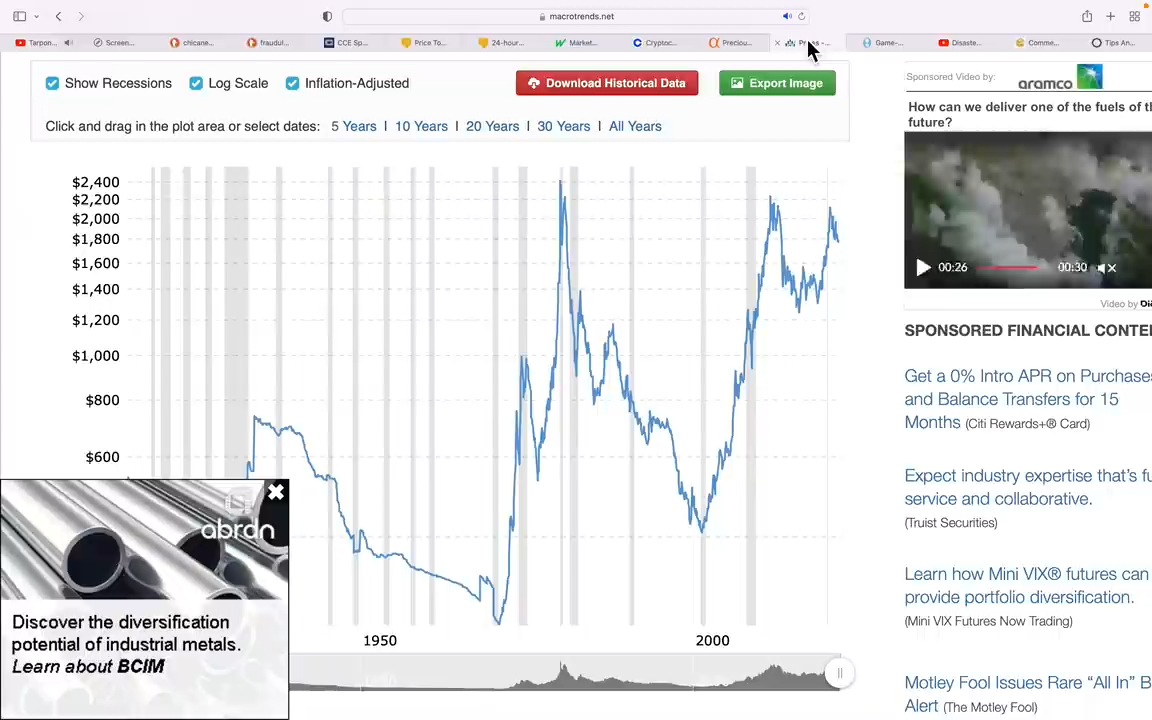 macrotrends.net
Tarpon...
Screen...
chicane...
fraudul...
CCE Sp...
Price To...
24-hour...
Market...
Cryptoc...
Preciou...
Game-...
Disaste...
Comme...
Tips An...
Show Recessions
Log Scale
Inflation-Adjusted
Download Historical Data
Export Image
Click and drag in the plot area or select dates: 5 Years | 10 Years | 20 Years | 30 Years | All Years
$2,400
$2,200
$2,000
$1,800
$1,600
$1,400
$1,200
$1,000
$800
$600
1950
2000
1950
2000
abrdn
Discover the diversification
potential of industrial metals.
Learn about BCIM
Sponsored Video by:
aramco
How can we deliver one of the fuels of th
future?
00:26
00:30
Video by
SPONSORED FINANCIAL CONTE
Get a 0% Intro APR on Purchases
and Balance Transfers for 15
Months (Citi Rewards+® Card)
Expect industry expertise that's fu
service and collaborative.
(Truist Securities)
Learn how Mini VIX® futures can
provide portfolio diversification.
(Mini VIX Futures Now Trading)
Motley Fool Issues Rare “All In” B
Alert (The Motley Fool)